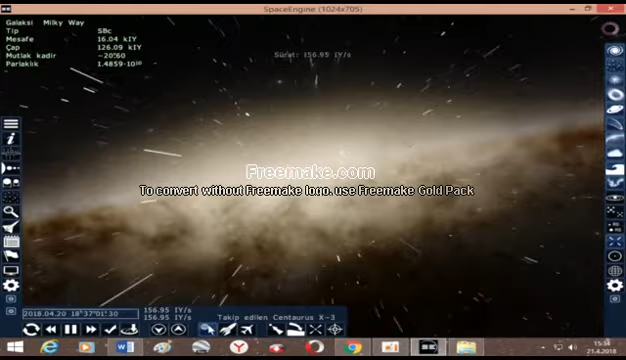 SpaceEngine (1024x705)
Galaksi Milky Way
Tip SBc
Mesafe 16.04 kIY
Çap 126.09 kIY
Mutlak kadir -20.60
Parlaklık 1.4859·10¹⁰
Sürat: 156.95 IY/s
Freemake.com
To convert without Freemake logo, use Freemake Gold Pack
2018.04.20 18:37:01.30
156.95 IY/s
156.95 IY/s
Takip edilen Centaurus X-3
15:34
21.4.2018